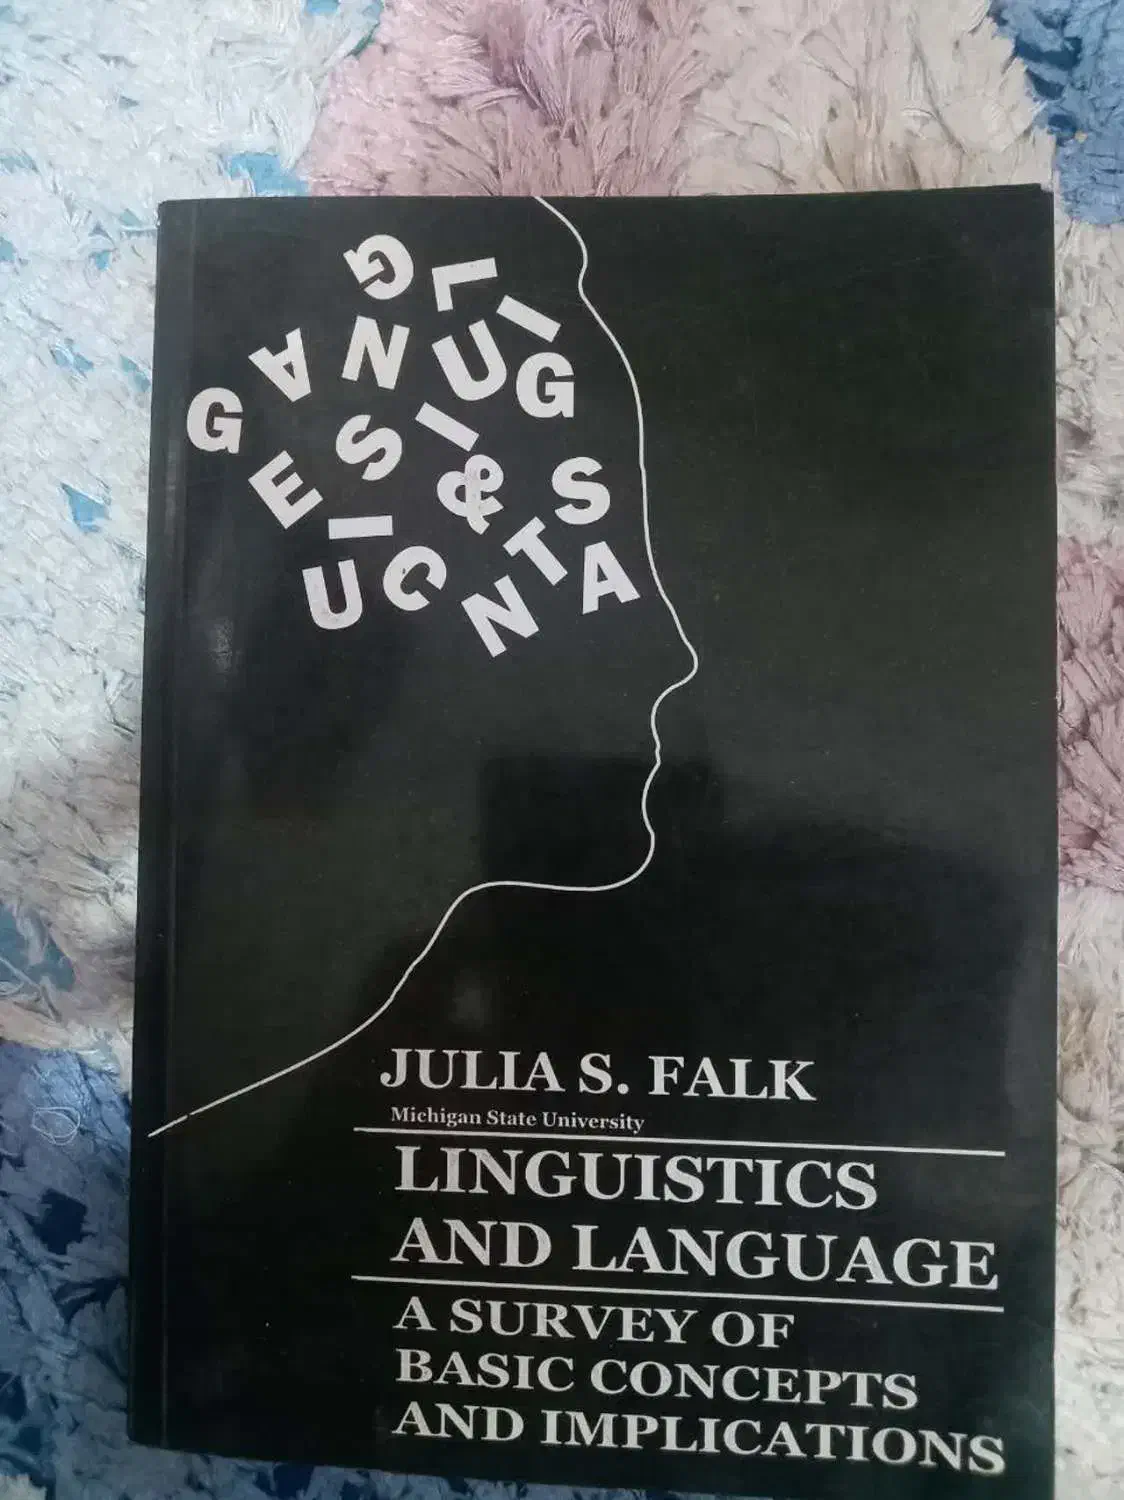 G L
A N U I
G S I G
E & S
I T A
U C N
JULIA S. FALK
Michigan State University
LINGUISTICS
AND LANGUAGE
A SURVEY OF
BASIC CONCEPTS
AND IMPLICATIONS